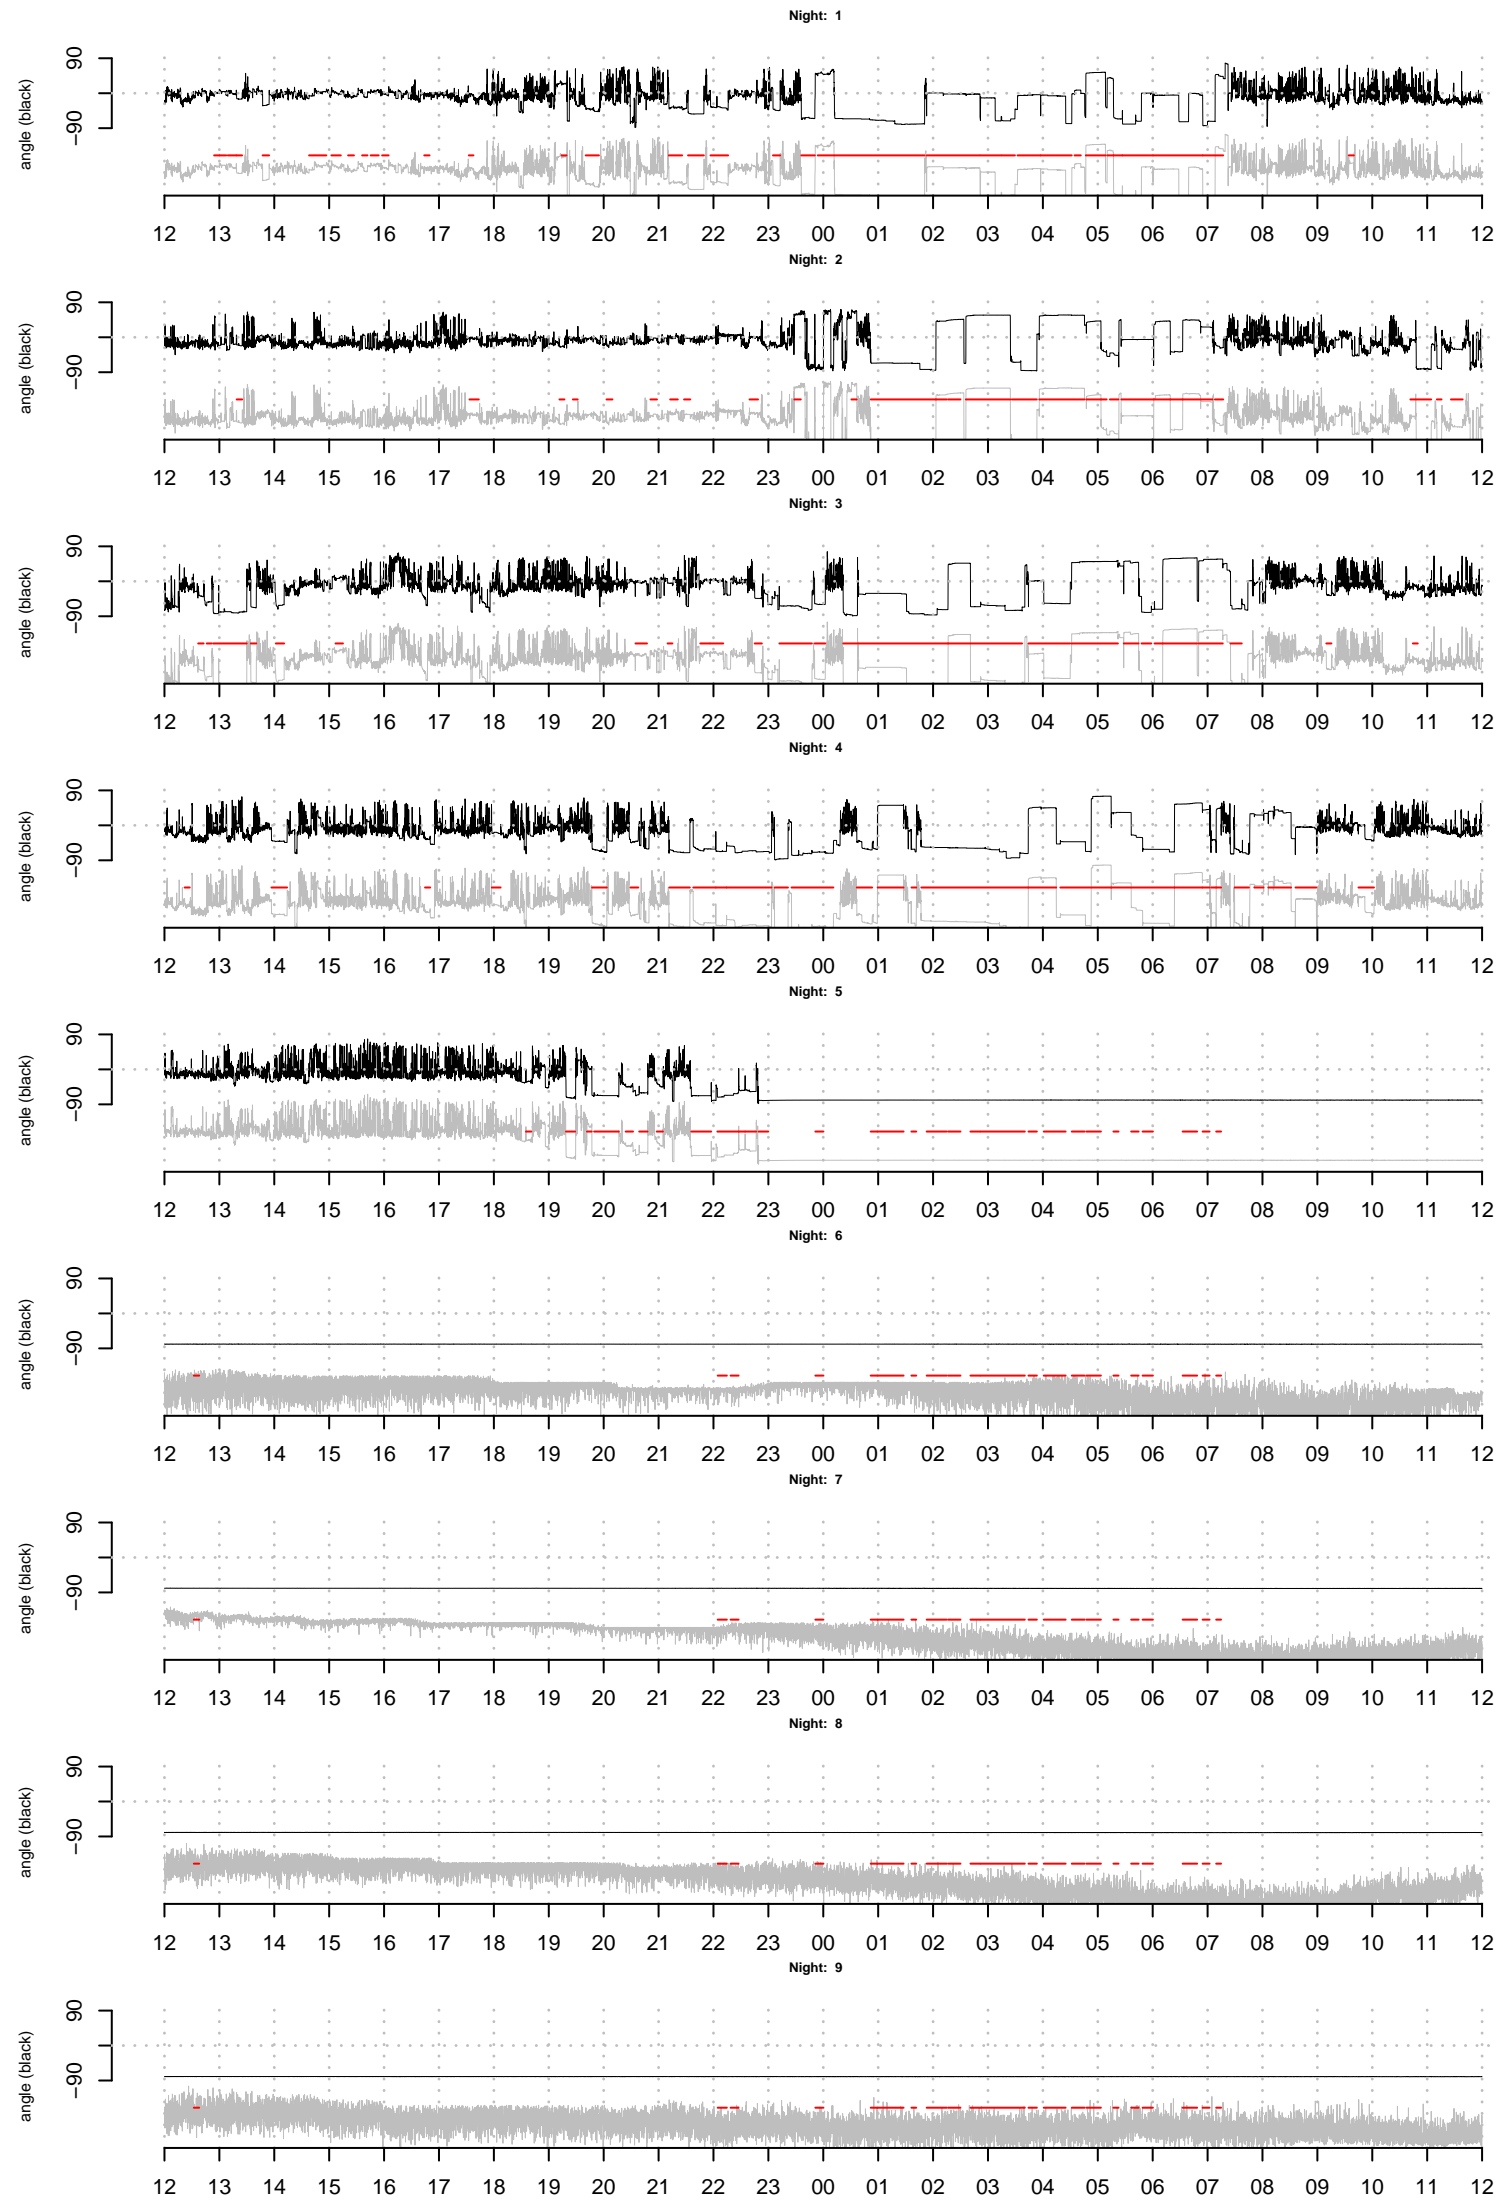 Night: 1
90
-90
angle (black)
12 13 14 15 16 17 18 19 20 21 22 23 00 01 02 03 04 05 06 07 08 09 10 11 12
Night: 2
90
-90
angle (black)
12 13 14 15 16 17 18 19 20 21 22 23 00 01 02 03 04 05 06 07 08 09 10 11 12
Night: 3
90
-90
angle (black)
12 13 14 15 16 17 18 19 20 21 22 23 00 01 02 03 04 05 06 07 08 09 10 11 12
Night: 4
90
-90
angle (black)
12 13 14 15 16 17 18 19 20 21 22 23 00 01 02 03 04 05 06 07 08 09 10 11 12
Night: 5
90
-90
angle (black)
12 13 14 15 16 17 18 19 20 21 22 23 00 01 02 03 04 05 06 07 08 09 10 11 12
Night: 6
90
-90
angle (black)
12 13 14 15 16 17 18 19 20 21 22 23 00 01 02 03 04 05 06 07 08 09 10 11 12
Night: 7
90
-90
angle (black)
12 13 14 15 16 17 18 19 20 21 22 23 00 01 02 03 04 05 06 07 08 09 10 11 12
Night: 8
90
-90
angle (black)
12 13 14 15 16 17 18 19 20 21 22 23 00 01 02 03 04 05 06 07 08 09 10 11 12
Night: 9
90
-90
angle (black)
12 13 14 15 16 17 18 19 20 21 22 23 00 01 02 03 04 05 06 07 08 09 10 11 12